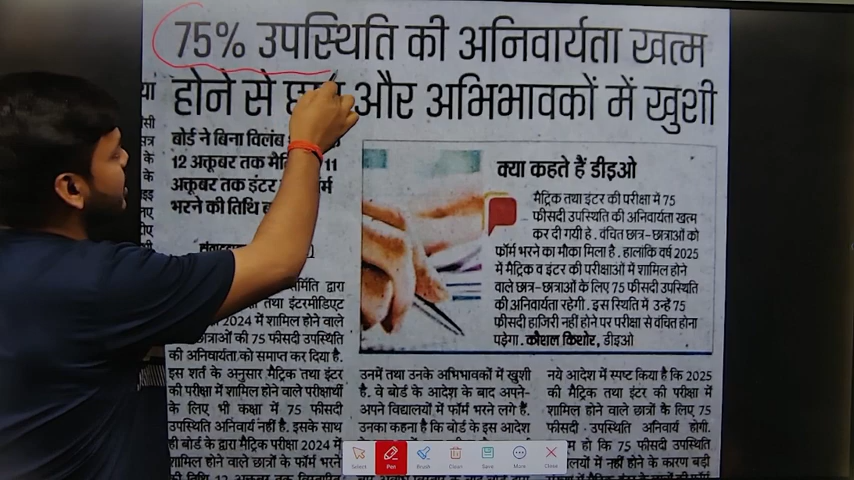 75% उपस्थिति की अनिवार्यता खत्म
होने से और अभिभावकों में खुशी
बोर्ड ने बिना विलंब
12 अक्टूबर तक 11
अक्टूबर तक इंटर
भरने की तिथि
क्या कहते हैं डीइओ
मैट्रिक तथा इंटर की परीक्षा में 75
फीसदी उपस्थिति की अनिवार्यता खत्म
कर दी गयी है. वंचित छात्र-छात्राओं को
फॉर्म भरने का मौका मिला है. हालांकि वर्ष 2025
में मैट्रिक व इंटर की परीक्षाओं में शामिल होने
वाले छात्र-छात्राओं के लिए 75 फीसदी उपस्थिति
की अनिवार्यता रहेगी. इस स्थिति में उन्हें 75
फीसदी हाजिरी नहीं होने पर परीक्षा से वंचित होना
पड़ेगा. कौशल किशोर, डीइओ
द्वारा
तथा इंटरमीडिएट
2024 में शामिल होने वाले
की 75 फीसदी उपस्थिति
की अनिवार्यता को समाप्त कर दिया है.
इस शर्त के अनुसार मैट्रिक तथा इंटर
की परीक्षा में शामिल होने वाले परीक्षार्थी
के लिए भी कक्षा में 75 फीसदी
उपस्थिति अनिवार्य नहीं है. इसके साथ
ही बोर्ड के द्वारा मैट्रिक परीक्षा 2024 में
शामिल होने वाले छात्रों के फॉर्म भरने
की तिथि 12 अक्टूबर तक
उनमें तथा उनके अभिभावकों में खुशी
है. वे बोर्ड के आदेश के बाद अपने-
अपने विद्यालयों में फॉर्म भरने लगे हैं.
उनका कहना है कि बोर्ड के इस आदेश
नये आदेश में स्पष्ट किया है कि 2025
की मैट्रिक तथा इंटर की परीक्षा में
शामिल होने वाले छात्रों के लिए 75
फीसदी उपस्थिति अनिवार्य होगी.
हो कि 75 फीसदी उपस्थिति
में नहीं होने के कारण बड़ी
Select Pen Brush Clean Save More Close